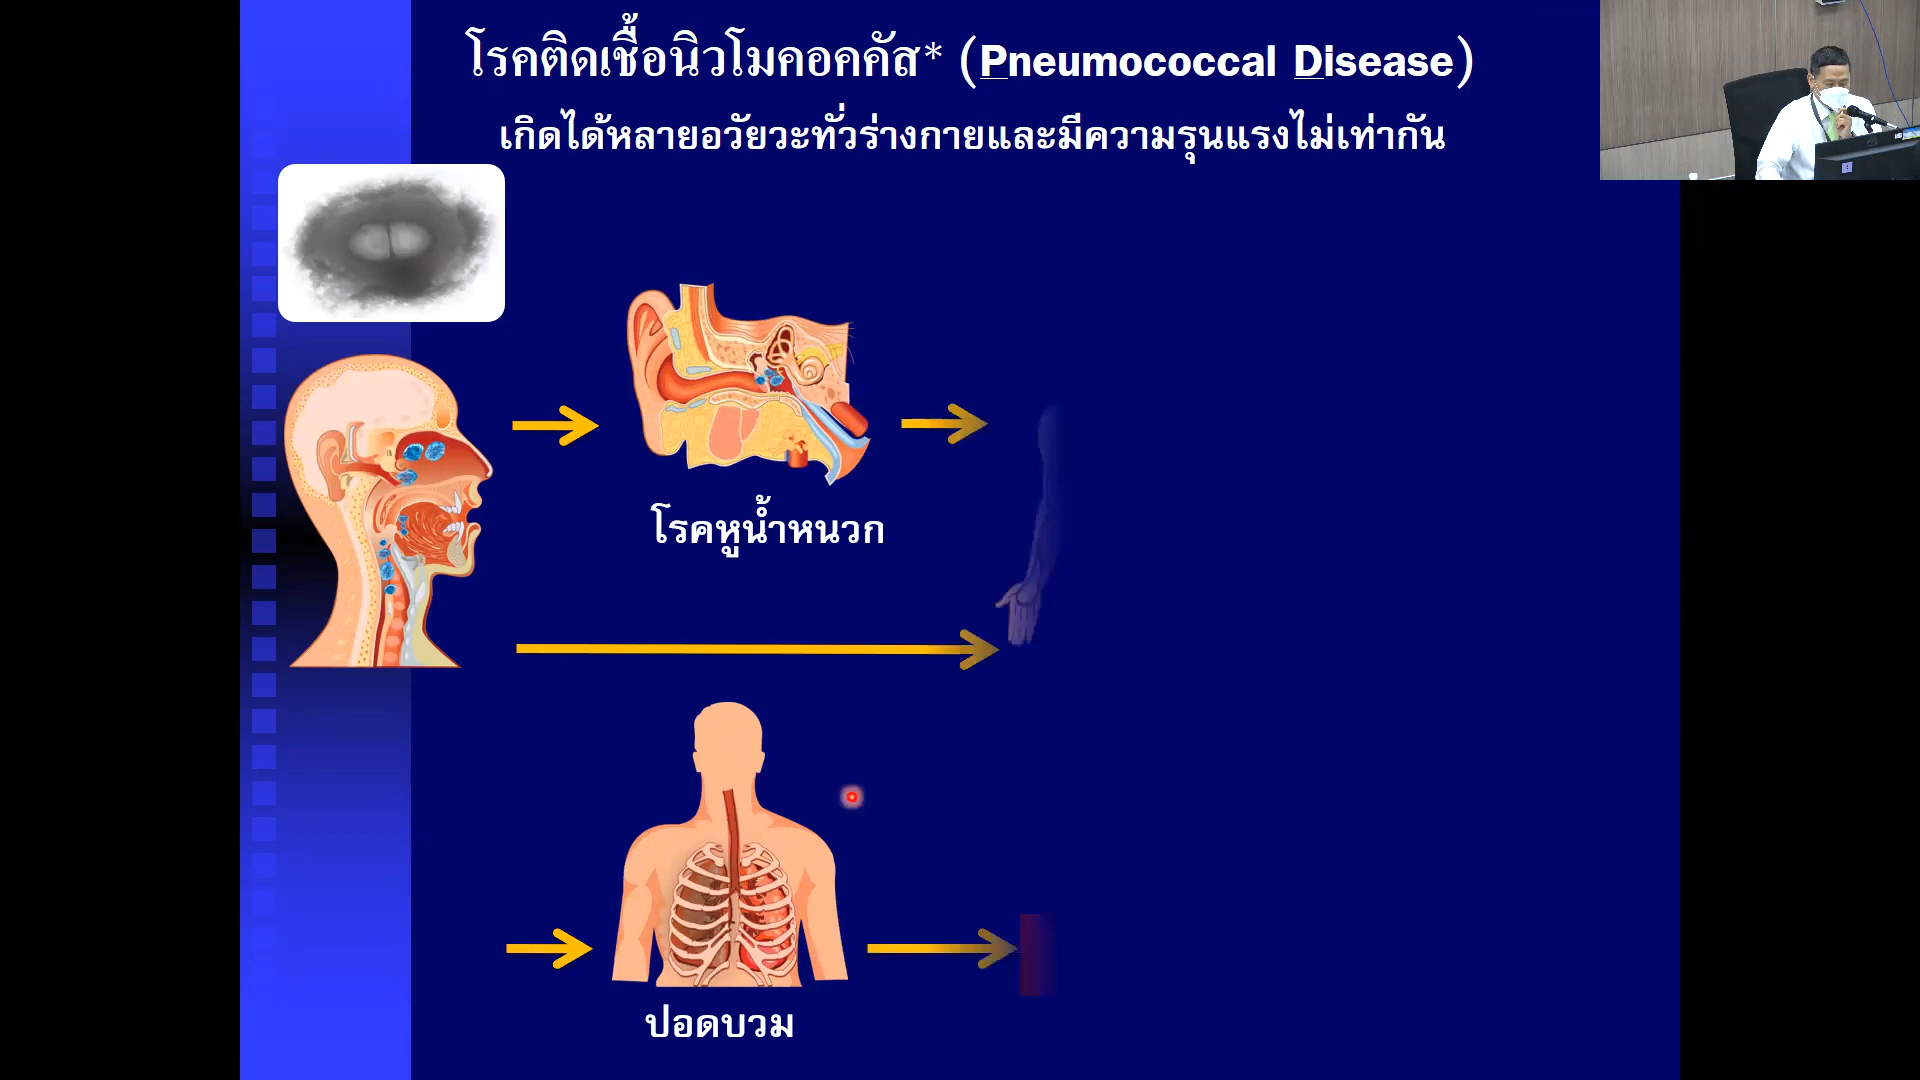 โรคติดเชื้อนิวโมคอคคัส* (Pneumococcal Disease)
เกิดได้หลายอวัยวะทั่วร่างกายและมีความรุนแรงไม่เท่ากัน
โรคหูน้ำหนวก
ปอดบวม